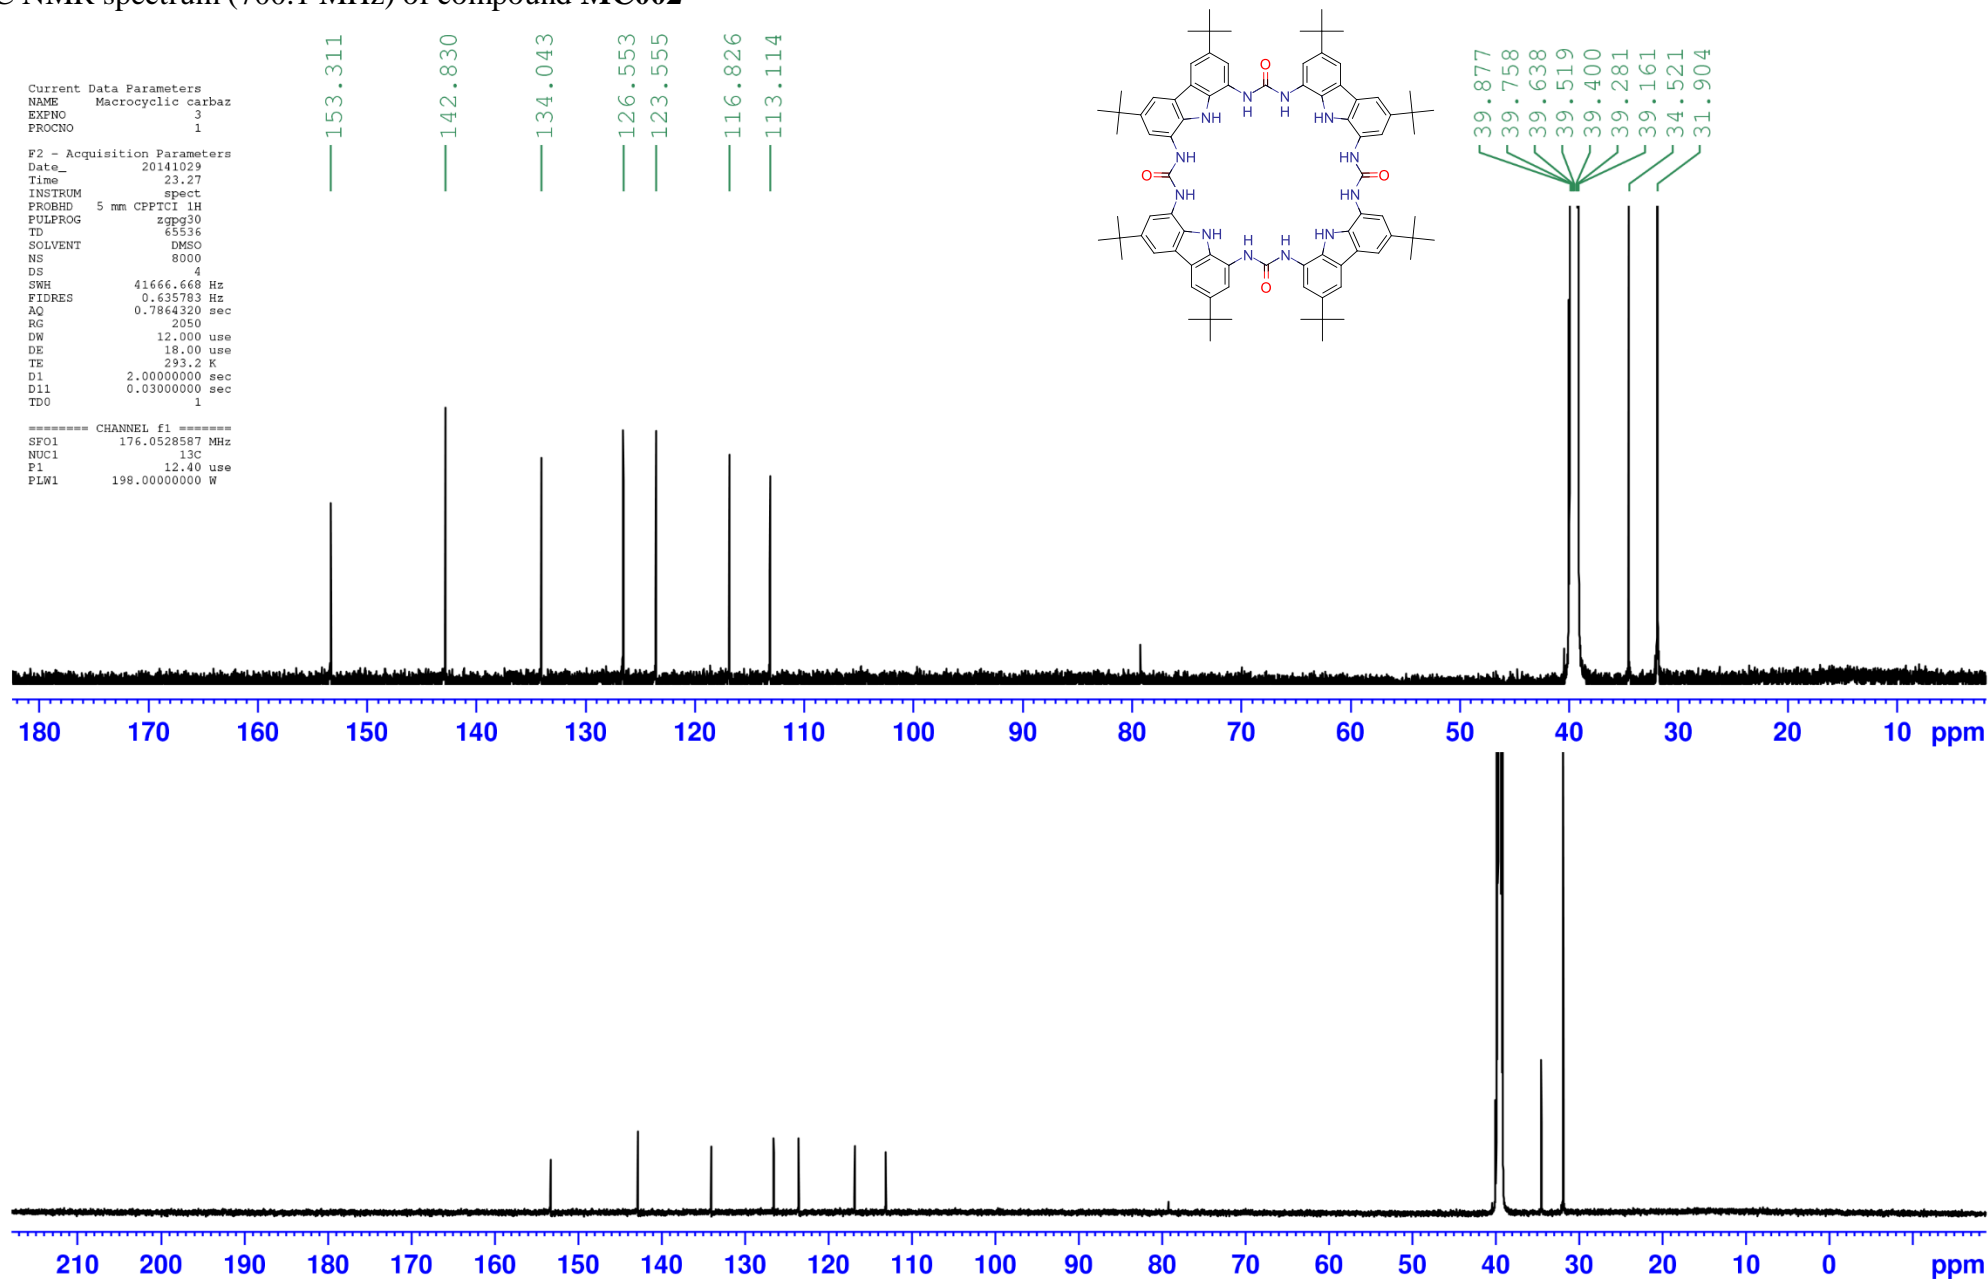 C NMR spectrum (700.1 MHz) of compound MC002
153.311
142.830
134.043
126.553
123.555
116.826
113.114
39.877
39.758
39.638
39.519
39.400
39.281
39.161
34.521
31.904
Current Data Parameters
NAME Macrocyclic carbaz
EXPNO 3
PROCNO 1
F2 - Acquisition Parameters
Date_ 20141029
Time 23.27
INSTRUM spect
PROBHD 5 mm CPPTCI 1H
PULPROG zgpg30
TD 65536
SOLVENT DMSO
NS 8000
DS 4
SWH 41666.668 Hz
FIDRES 0.635783 Hz
AQ 0.7864320 sec
RG 2050
DW 12.000 use
DE 18.00 use
TE 293.2 K
D1 2.00000000 sec
D11 0.03000000 sec
TD0 1
======== CHANNEL f1 =======
SFO1 176.0528587 MHz
NUC1 13C
P1 12.40 use
PLW1 198.00000000 W
O
NH N N HN
H H
NH HN
O O
NH HN
H H
NH N N HN
O
180 170 160 150 140 130 120 110 100 90 80 70 60 50 40 30 20 10 ppm
210 200 190 180 170 160 150 140 130 120 110 100 90 80 70 60 50 40 30 20 10 0 ppm